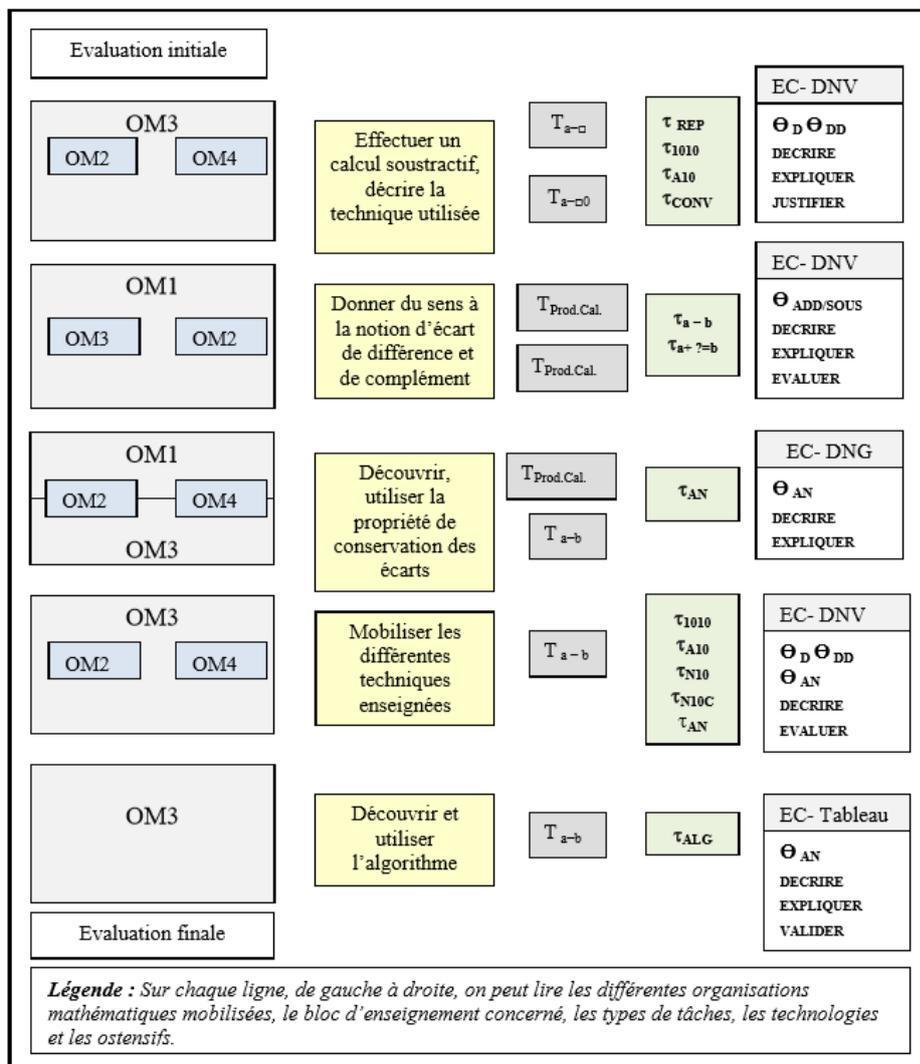 Evaluation initiale
OM3
OM2
OM4
Effectuer un
calcul soustractif,
décrire la
technique utilisée
T a–□
T a–□0
τ REP
τ1010
τA10
τCONV
EC- DNV
Ɵ D Ɵ DD
DECRIRE
EXPLIQUER
JUSTIFIER
OM1
OM3
OM2
Donner du sens à
la notion d’écart
de différence et
de complément
TProd.Cal.
TProd.Cal.
τa – b
τa+ ?=b
EC- DNV
Ɵ ADD/SOUS
DECRIRE
EXPLIQUER
EVALUER
OM1
OM2
OM4
OM3
Découvrir,
utiliser la
propriété de
conservation des
écarts
TProd.Cal.
T a–b
τAN
EC- DNG
Ɵ AN
DECRIRE
EXPLIQUER
OM3
OM2
OM4
Mobiliser les
différentes
techniques
enseignées
T a – b
τ1010
τA10
τN10
τN10C
τAN
EC- DNV
Ɵ D Ɵ DD
Ɵ AN
DECRIRE
EVALUER
OM3
Découvrir et
utiliser
l’algorithme
T a–b
τALG
EC- Tableau
Ɵ AN
DECRIRE
EXPLIQUER
VALIDER
Evaluation finale
Légende : Sur chaque ligne, de gauche à droite, on peut lire les différentes organisations
mathématiques mobilisées, le bloc d’enseignement concerné, les types de tâches, les technologies
et les ostensifs.